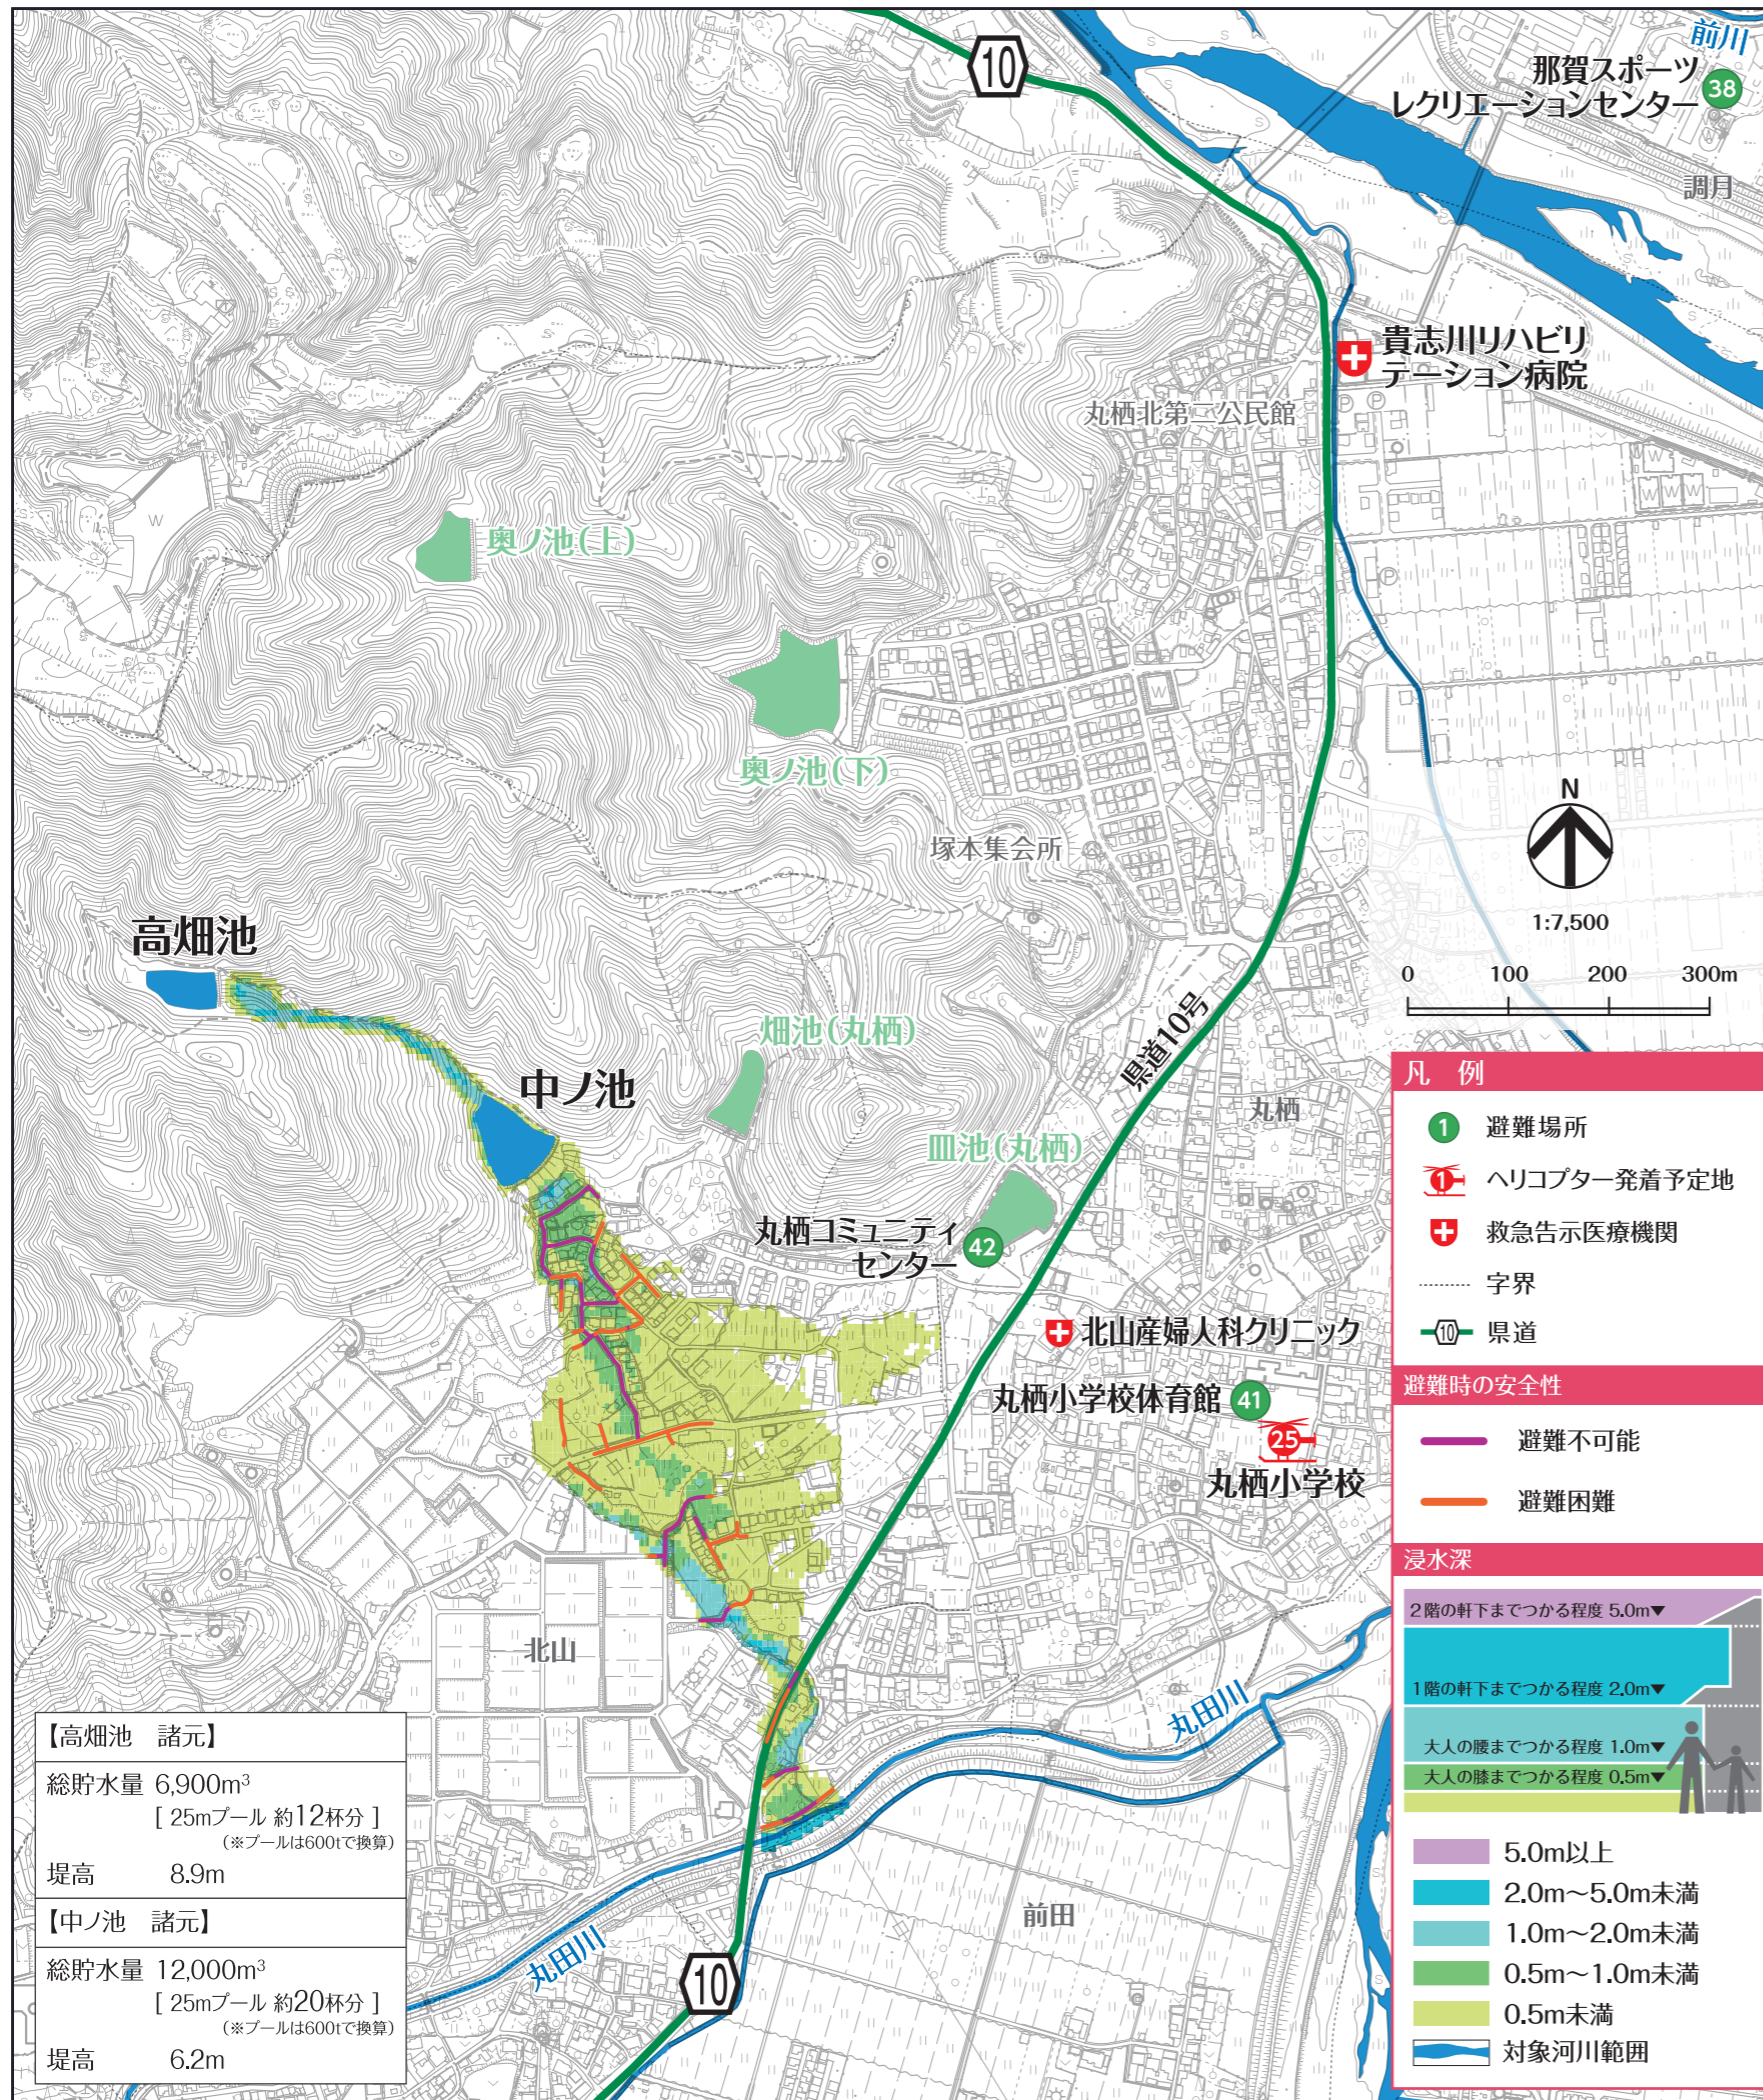 10
前川
那賀スポーツ
レクリエーションセンター
38
調月
貴志川リハビリ
テーション病院
丸栖北第二公民館
奥ノ池(上)
奥ノ池(下)
塚本集会所
N
1:7,500
0 100 200 300m
高畑池
中ノ池
畑池(丸栖)
県道10号
丸栖
皿池(丸栖)
丸栖コミュニティ
センター
42
北山産婦人科クリニック
丸栖小学校体育館
41
25
丸栖小学校
北山
丸田川
前田
丸田川
10
【高畑池 諸元】
総貯水量 6,900m³
[ 25mプール 約12杯分 ]
(※プールは600tで換算)
堤高 8.9m
【中ノ池 諸元】
総貯水量 12,000m³
[ 25mプール 約20杯分 ]
(※プールは600tで換算)
堤高 6.2m
凡 例
1 避難場所
1 ヘリコプター発着予定地
救急告示医療機関
字界
10 県道
避難時の安全性
避難不可能
避難困難
浸水深
2階の軒下までつかる程度 5.0m▼
1階の軒下までつかる程度 2.0m▼
大人の腰までつかる程度 1.0m▼
大人の膝までつかる程度 0.5m▼
5.0m以上
2.0m～5.0m未満
1.0m～2.0m未満
0.5m～1.0m未満
0.5m未満
対象河川範囲